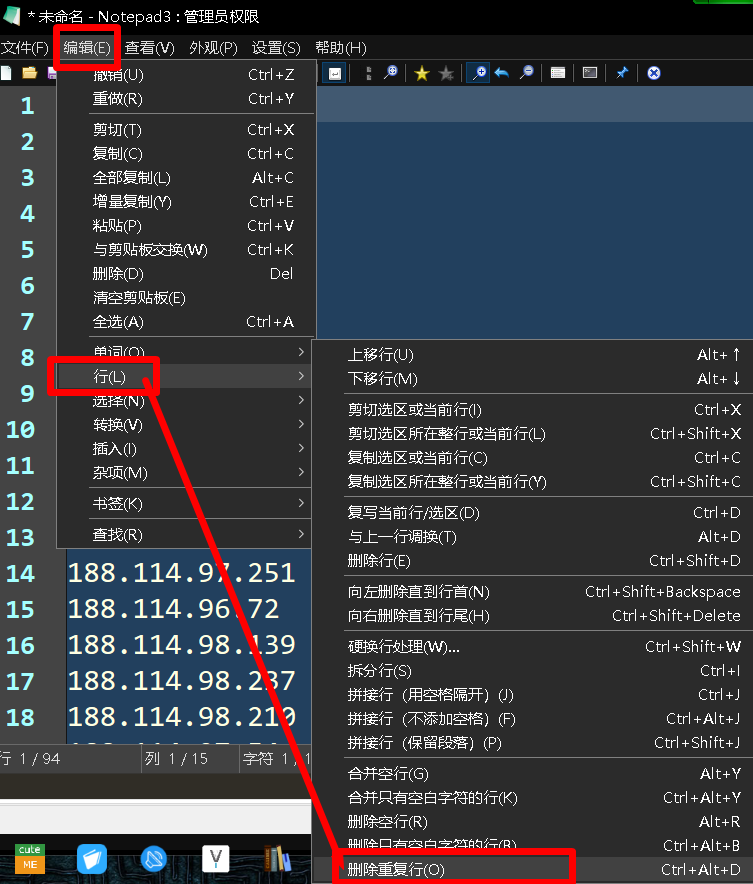 * 未命名 - Notepad3 : 管理员权限
文件(F) 编辑(E) 查看(V) 外观(P) 设置(S) 帮助(H)
撤销(U) Ctrl+Z
重做(R) Ctrl+Y
剪切(T) Ctrl+X
复制(C) Ctrl+C
全部复制(L) Alt+C
增量复制(Y) Ctrl+E
粘贴(P) Ctrl+V
与剪贴板交换(W) Ctrl+K
删除(D) Del
清空剪贴板(E)
全选(A) Ctrl+A
单词(O)
行(L)
选择(N)
转换(V)
插入(I)
杂项(M)
书签(K)
查找(R)
上移行(U) Alt+↑
下移行(M) Alt+↓
剪切选区或当前行(I) Ctrl+X
剪切选区所在整行或当前行(L) Ctrl+Shift+X
复制选区或当前行(C) Ctrl+C
复制选区所在整行或当前行(Y) Ctrl+Shift+C
复写当前行/选区(D) Ctrl+D
与上一行调换(T) Alt+D
删除行(E) Ctrl+Shift+D
向左删除直到行首(N) Ctrl+Shift+Backspace
向右删除直到行尾(H) Ctrl+Shift+Delete
硬换行处理(W)... Ctrl+Shift+W
拆分行(S) Ctrl+I
拼接行（用空格隔开）(J) Ctrl+J
拼接行（不添加空格）(F) Ctrl+Alt+J
拼接行（保留段落）(P) Ctrl+Shift+J
合并空行(G) Alt+Y
合并只有空白字符的行(K) Ctrl+Alt+Y
删除空行(R) Alt+R
删除只有空白字符的行(B) Ctrl+Alt+B
删除重复行(O) Ctrl+Alt+D
1
2
3
4
5
6
7
8
9
10
11
12
13
14 188.114.97.251
15 188.114.96.72
16 188.114.98.139
17 188.114.98.237
18 188.114.98.210
行 1 / 94 列 1 / 15 字符 1 / 1
cute
ME
V